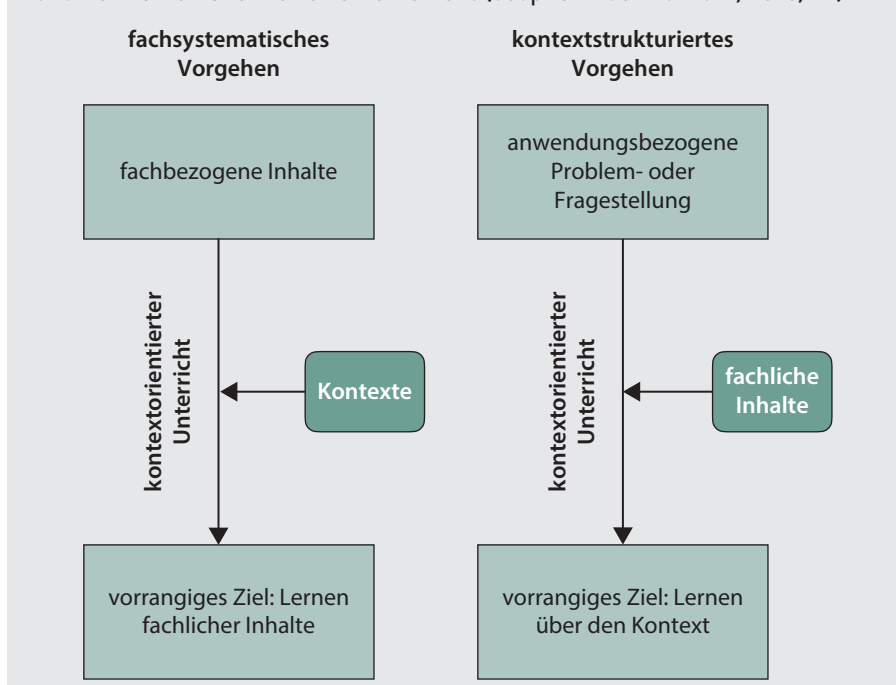 fachsystematisches
Vorgehen
kontextstrukturiertes
Vorgehen
fachbezogene Inhalte
anwendungsbezogene
Problem- oder
Fragestellung
kontextorientierter
Unterricht
Kontexte
kontextorientierter
Unterricht
fachliche
Inhalte
vorrangiges Ziel: Lernen
fachlicher Inhalte
vorrangiges Ziel: Lernen
über den Kontext